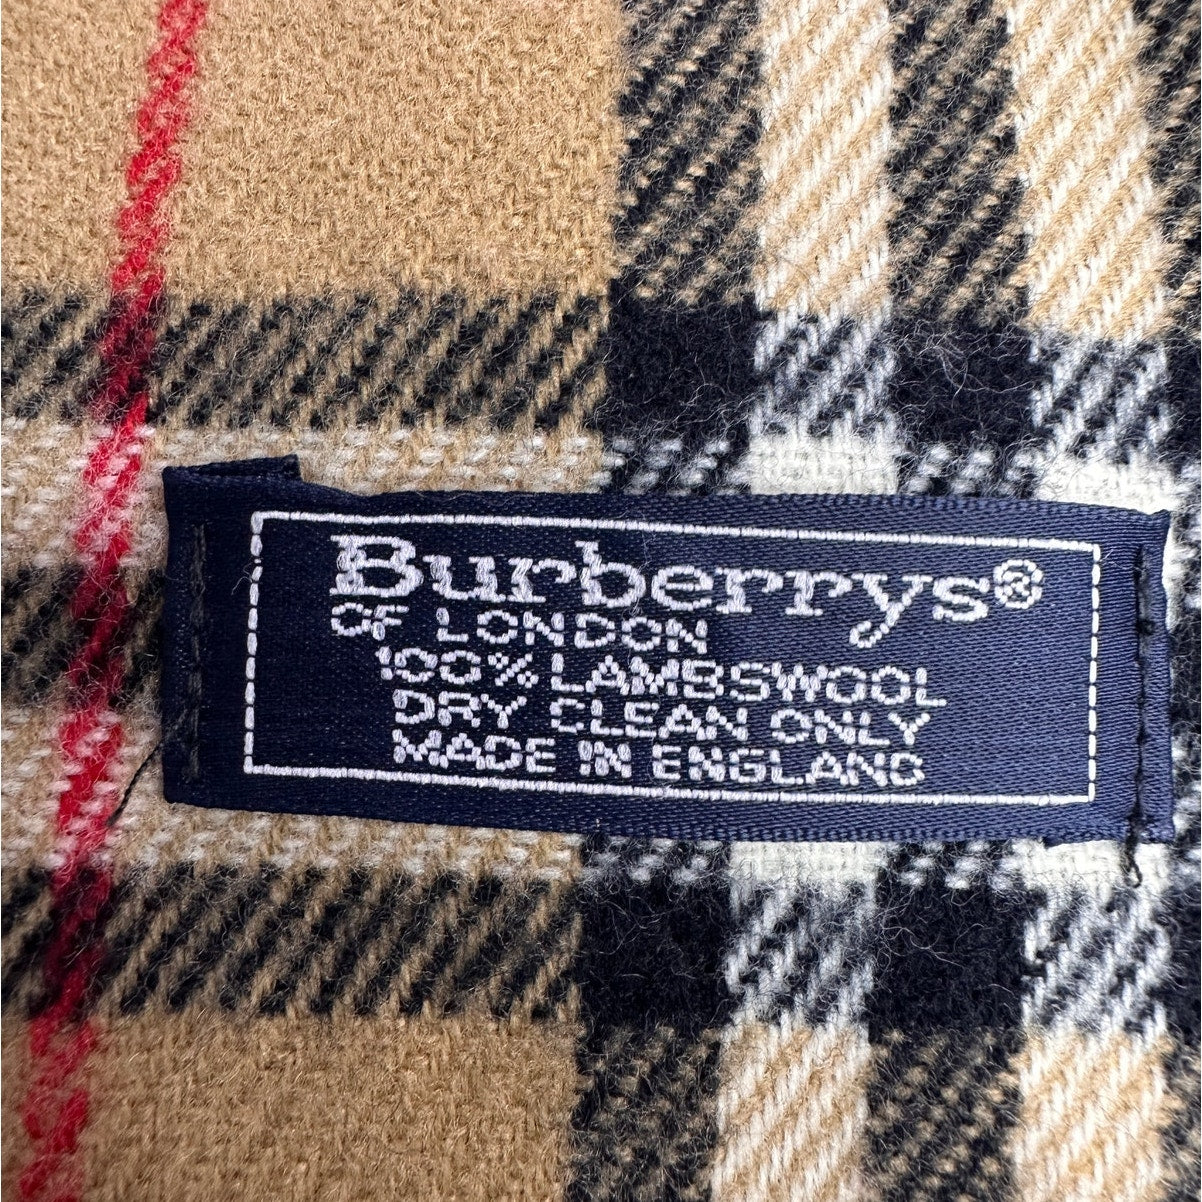 Burberrys®
OF LONDON
100% LAMBSWOOL
DRY CLEAN ONLY
MADE IN ENGLAND